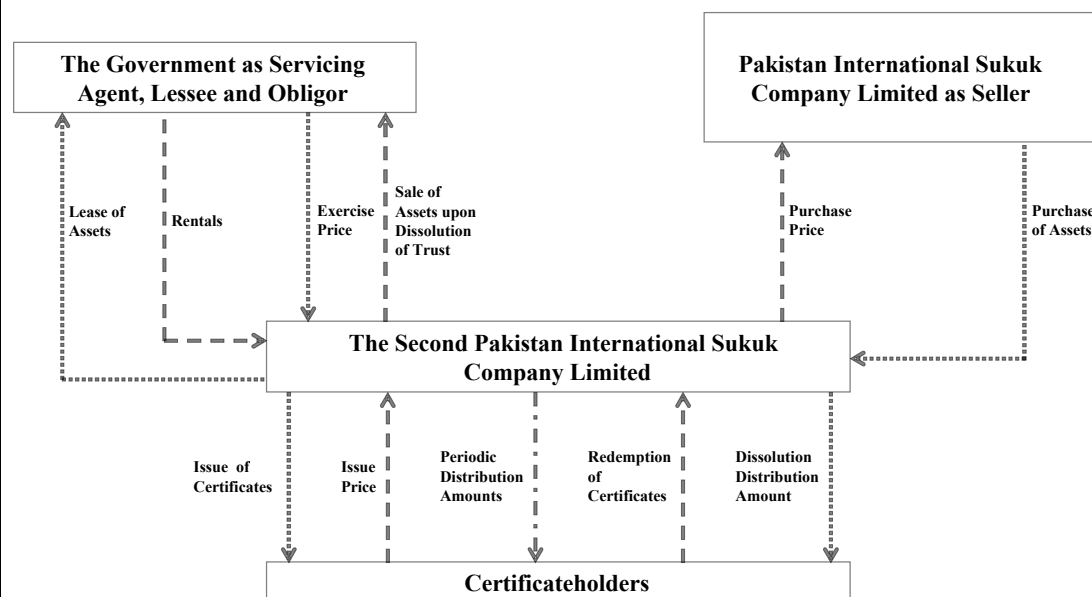 The Government as Servicing
Agent, Lessee and Obligor
Pakistan International Sukuk
Company Limited as Seller
Lease of
Assets
Rentals
Exercise
Price
Sale of
Assets upon
Dissolution
of Trust
Purchase
Price
Purchase
of Assets
The Second Pakistan International Sukuk
Company Limited
Issue of
Certificates
Issue
Price
Periodic
Distribution
Amounts
Redemption
of
Certificates
Dissolution
Distribution
Amount
Certificateholders